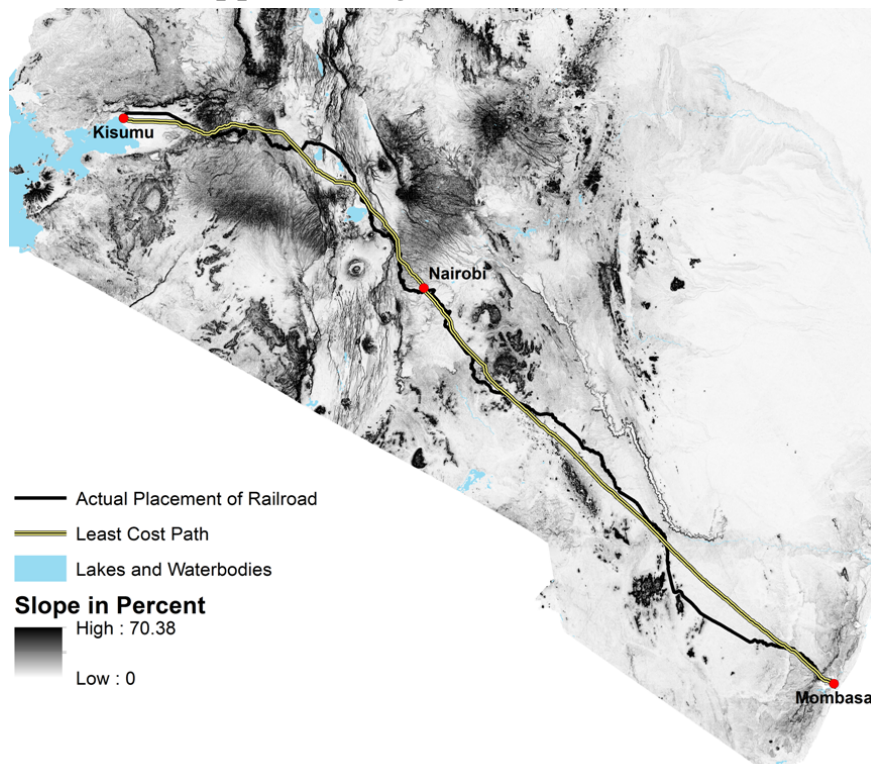 Kisumu
Nairobi
Actual Placement of Railroad
Least Cost Path
Lakes and Waterbodies
Slope in Percent
High : 70.38
Low : 0
Mombasa